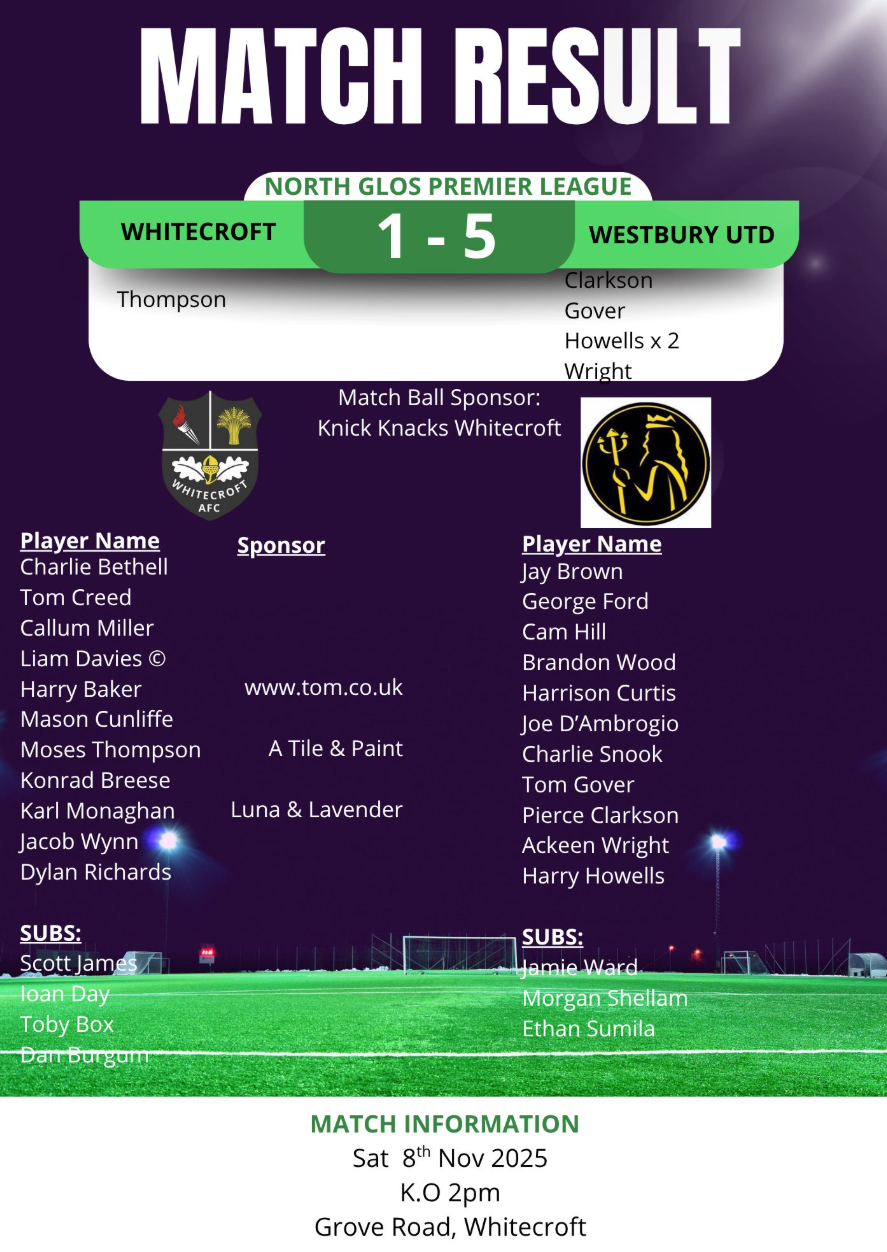 MATCH RESULT
NORTH GLOS PREMIER LEAGUE
WHITECROFT
1 - 5
WESTBURY UTD
Thompson
Clarkson
Gover
Howells x 2
Wright
Match Ball Sponsor:
Knick Knacks Whitecroft
WHITECROFT
AFC
Player Name
Charlie Bethell
Tom Creed
Callum Miller
Liam Davies ©
Harry Baker
Mason Cunliffe
Moses Thompson
Konrad Breese
Karl Monaghan
Jacob Wynn
Dylan Richards
SUBS:
Scott James
Ioan Day
Toby Box
Dan Burgum
Sponsor
www.tom.co.uk
A Tile & Paint
Luna & Lavender
Player Name
Jay Brown
George Ford
Cam Hill
Brandon Wood
Harrison Curtis
Joe D’Ambrogio
Charlie Snook
Tom Gover
Pierce Clarkson
Ackeen Wright
Harry Howells
SUBS:
Jamie Ward
Morgan Shellam
Ethan Sumila
MATCH INFORMATION
Sat 8th Nov 2025
K.O 2pm
Grove Road, Whitecroft